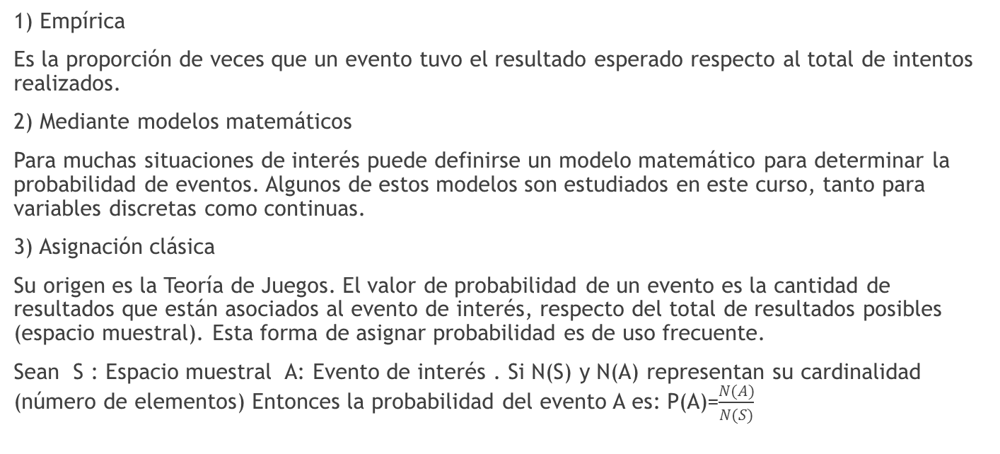 1) Empírica
Es la proporción de veces que un evento tuvo el resultado esperado respecto al total de intentos
realizados.
2) Mediante modelos matemáticos
Para muchas situaciones de interés puede definirse un modelo matemático para determinar la
probabilidad de eventos. Algunos de estos modelos son estudiados en este curso, tanto para
variables discretas como continuas.
3) Asignación clásica
Su origen es la Teoría de Juegos. El valor de probabilidad de un evento es la cantidad de
resultados que están asociados al evento de interés, respecto del total de resultados posibles
(espacio muestral). Esta forma de asignar probabilidad es de uso frecuente.
Sean S : Espacio muestral A: Evento de interés . Si N(S) y N(A) representan su cardinalidad
(número de elementos) Entonces la probabilidad del evento A es: P(A)=N(A)/N(S)